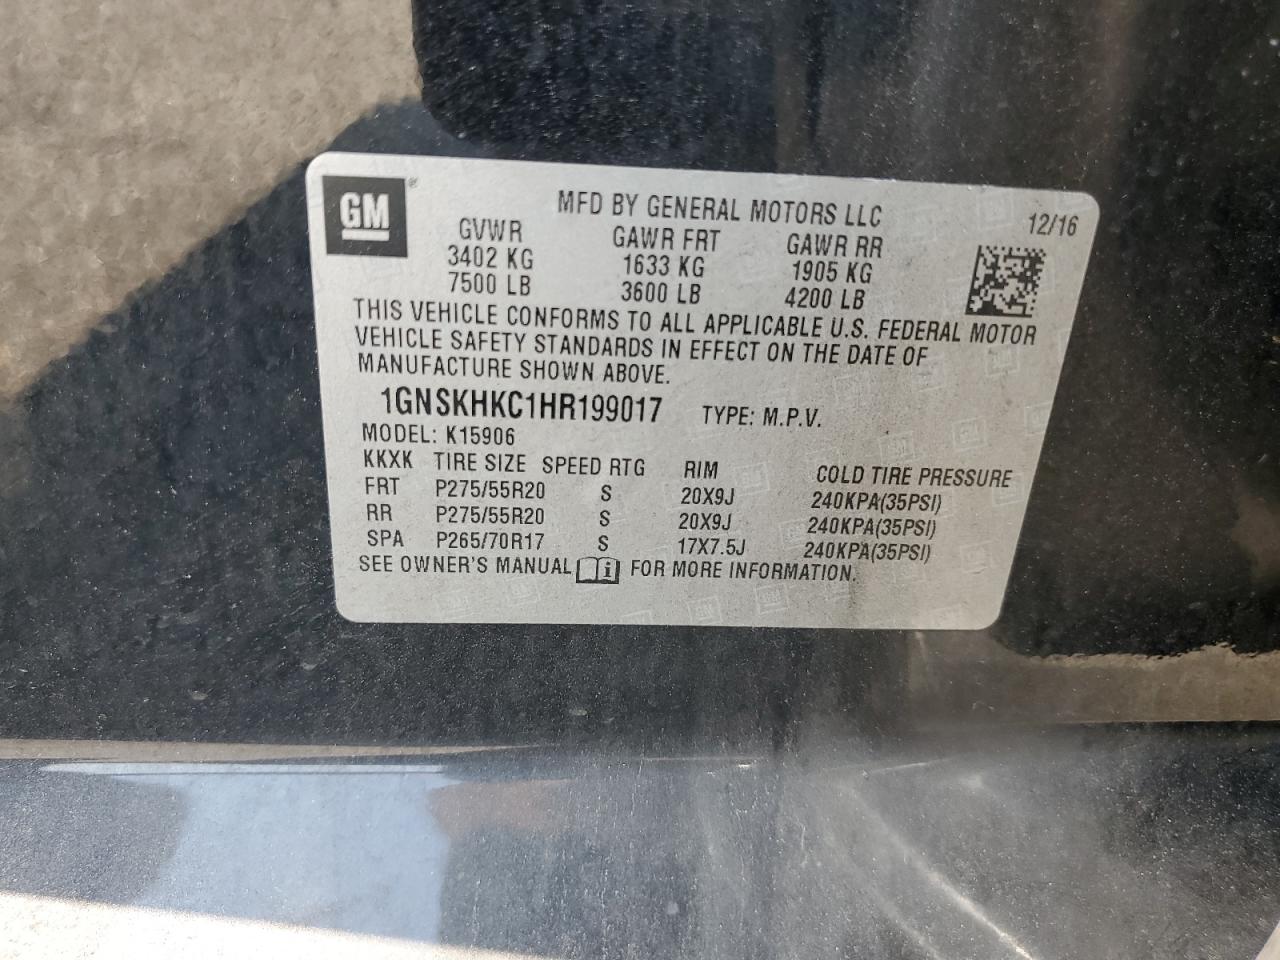 GM ®
MFD BY GENERAL MOTORS LLC 12/16
GVWR GAWR FRT GAWR RR
3402 KG 1633 KG 1905 KG
7500 LB 3600 LB 4200 LB
THIS VEHICLE CONFORMS TO ALL APPLICABLE U.S. FEDERAL MOTOR
VEHICLE SAFETY STANDARDS IN EFFECT ON THE DATE OF
MANUFACTURE SHOWN ABOVE.
1GNSKHKC1HR199017 TYPE: M.P.V.
MODEL: K15906
KKXK TIRE SIZE SPEED RTG RIM COLD TIRE PRESSURE
FRT P275/55R20 S 20X9J 240KPA(35PSI)
RR P275/55R20 S 20X9J 240KPA(35PSI)
SPA P265/70R17 S 17X7.5J 240KPA(35PSI)
SEE OWNER'S MANUAL i FOR MORE INFORMATION.